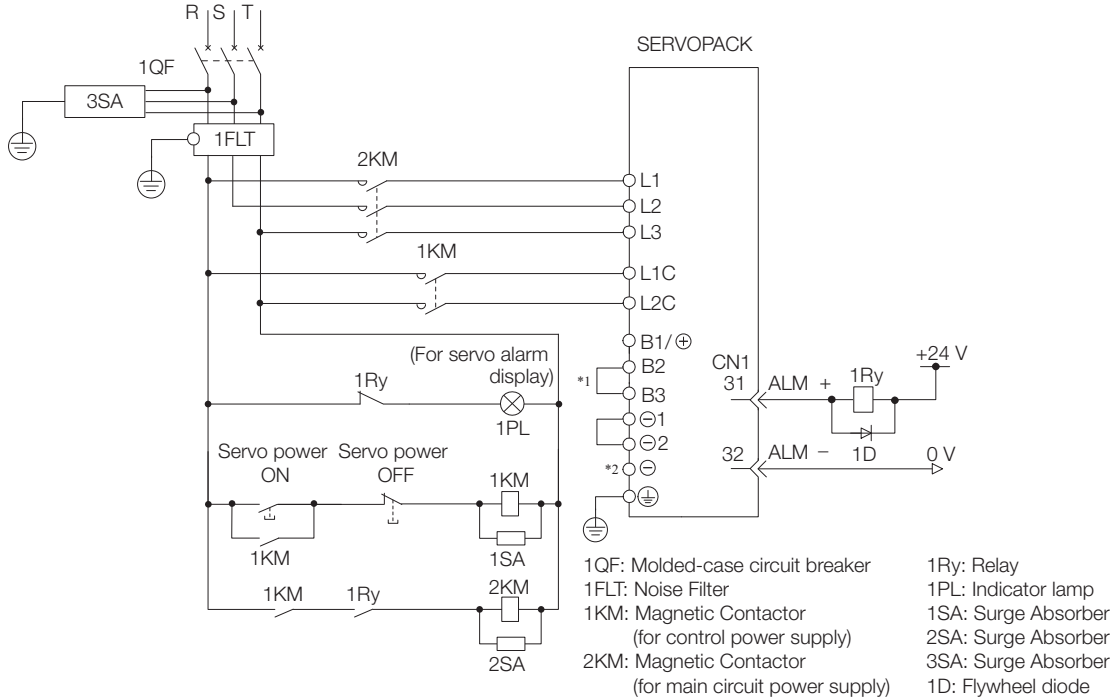 R S T
SERVOPACK
1QF
3SA
1FLT
2KM
L1
L2
L3
1KM
L1C
L2C
B1/⊕
(For servo alarm
display)
B2
CN1
+24 V
1Ry
*1
31
ALM +
1Ry
B3
1PL
⊖1
⊖2
1D
Servo power
ON
Servo power
OFF
*2
⊖
32
ALM −
0 V
1KM
1KM
1SA
1KM
1Ry
2KM
2SA
1QF: Molded-case circuit breaker
1FLT: Noise Filter
1KM: Magnetic Contactor
(for control power supply)
2KM: Magnetic Contactor
(for main circuit power supply)
1Ry: Relay
1PL: Indicator lamp
1SA: Surge Absorber
2SA: Surge Absorber
3SA: Surge Absorber
1D: Flywheel diode